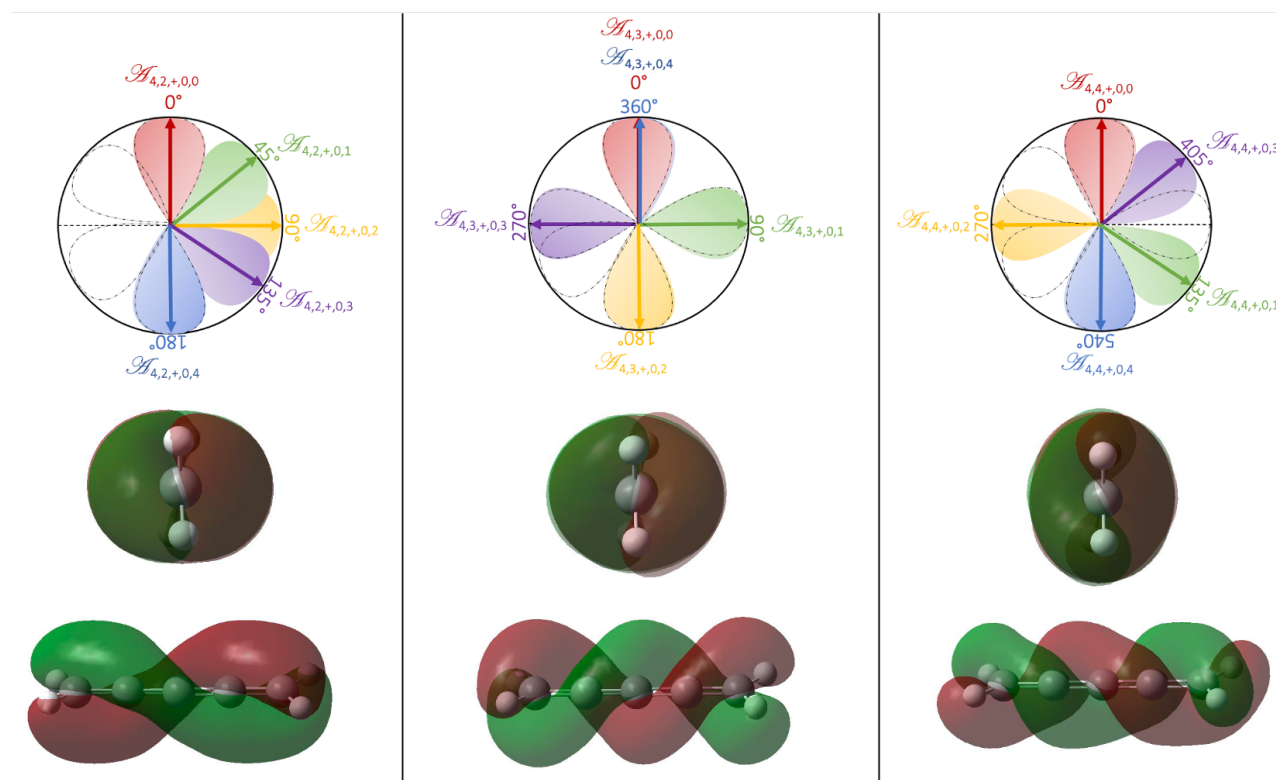 𝒜4,2,+,0,0
0°
45°
𝒜4,2,+,0,1
90°
𝒜4,2,+,0,2
135°
𝒜4,2,+,0,3
180°
𝒜4,2,+,0,4
𝒜4,3,+,0,0
𝒜4,3,+,0,4
0°
360°
𝒜4,3,+,0,3
270°
90°
𝒜4,3,+,0,1
180°
𝒜4,3,+,0,2
𝒜4,4,+,0,0
0°
405°
𝒜4,4,+,0,3
𝒜4,4,+,0,2
270°
135°
𝒜4,4,+,0,1
540°
𝒜4,4,+,0,4